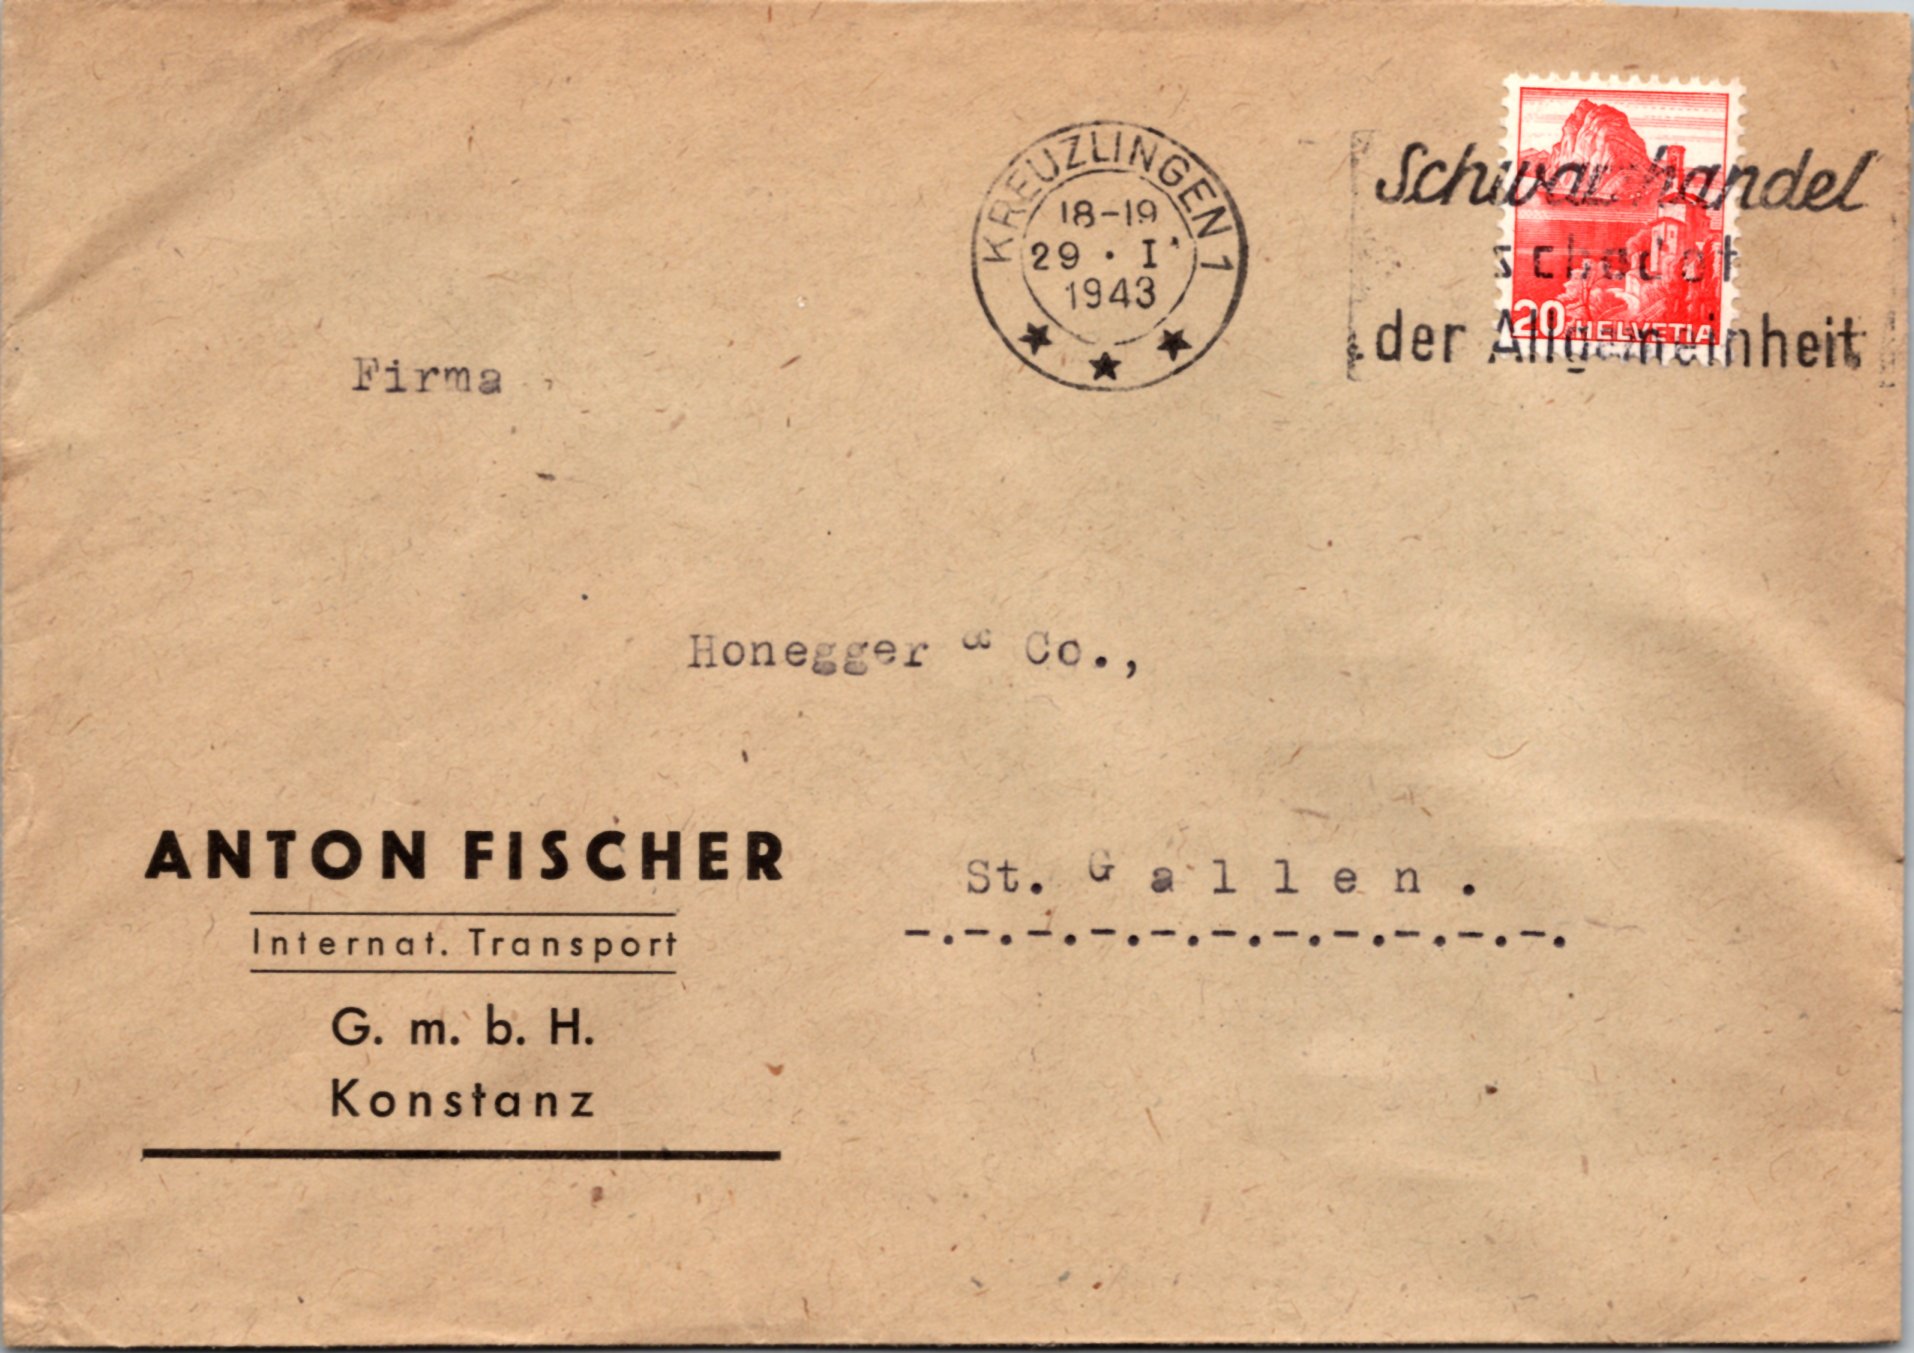 KREUZLINGEN 1
18-19
29 · I
1943
Schwarzhandel
schadet
der Allgemeinheit
20 HELVETIA
Firma
Honegger & Co.,
St. Gallen.
-.-.-.-.-.-.-.-.-.-.-.
ANTON FISCHER
Internat. Transport
G. m. b. H.
Konstanz